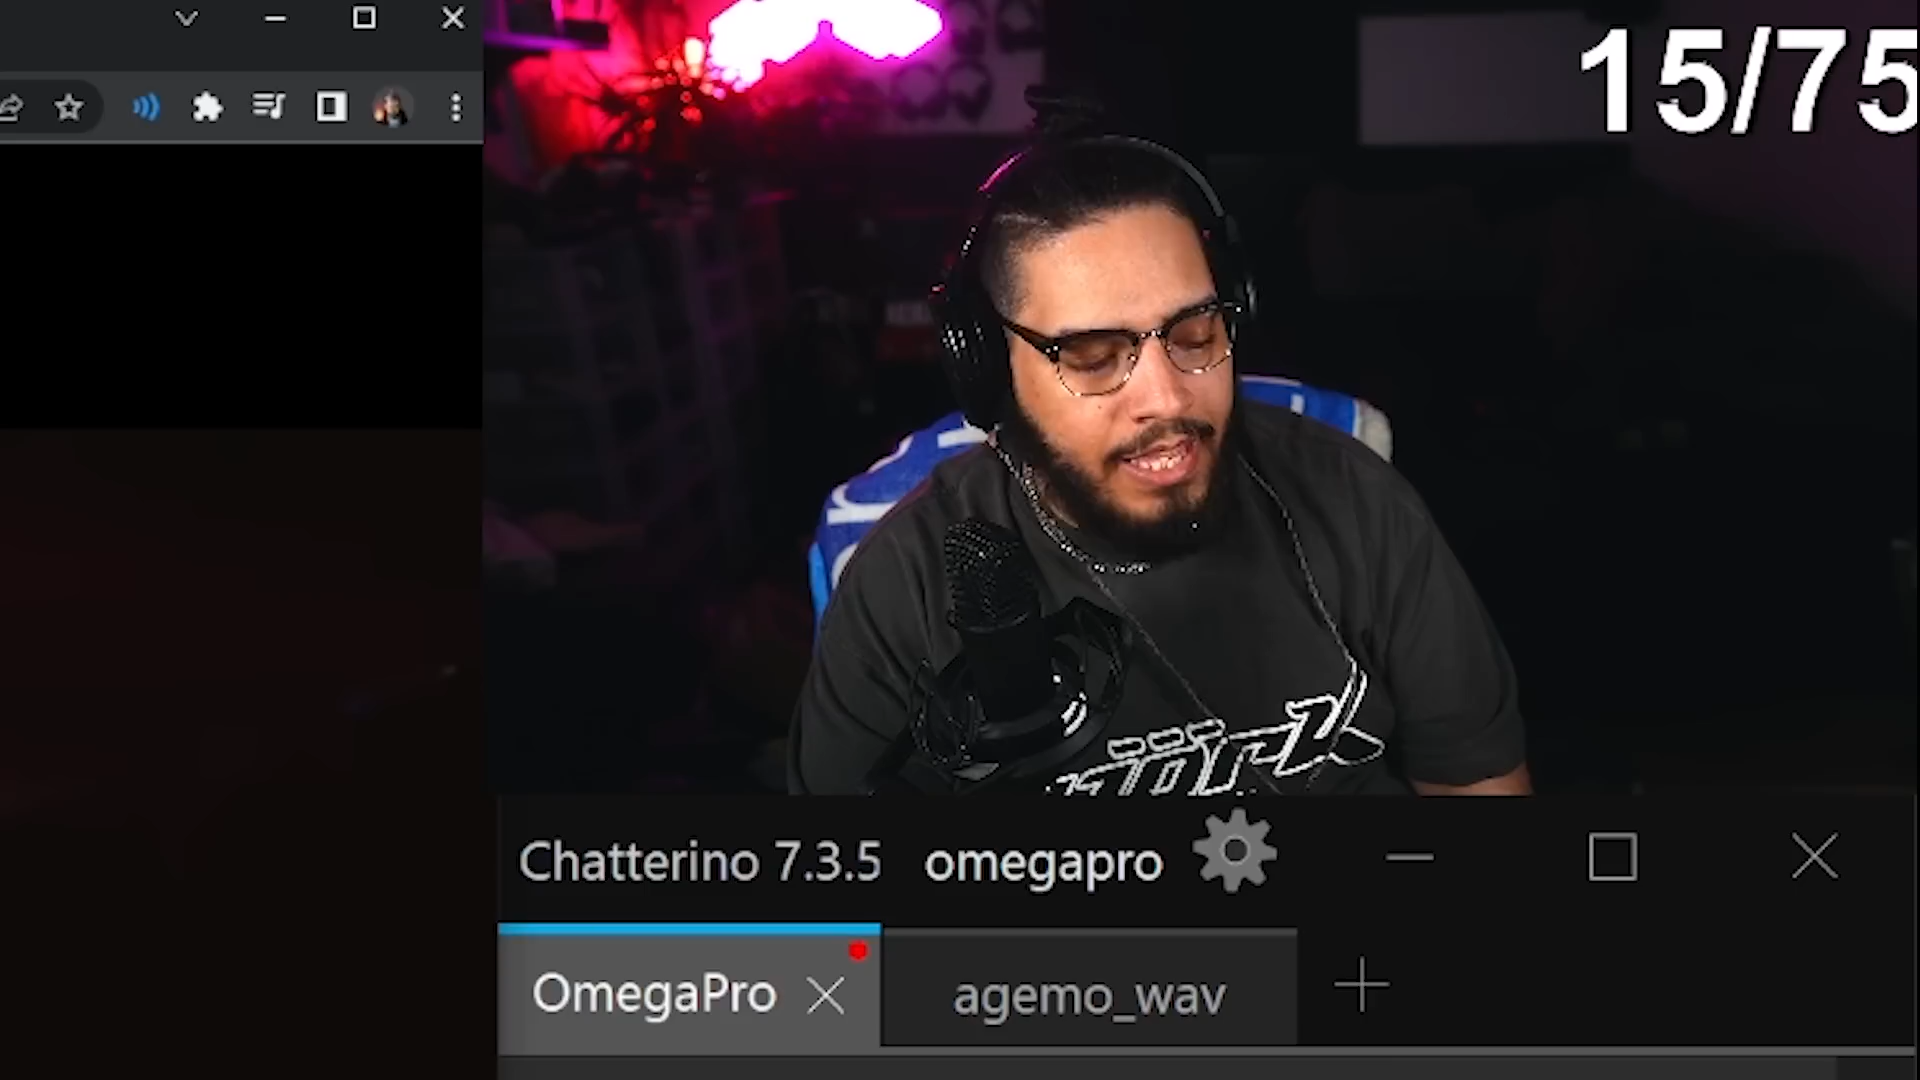 15/75
Chatterino 7.3.5 omegapro
OmegaPro
agemo_wav